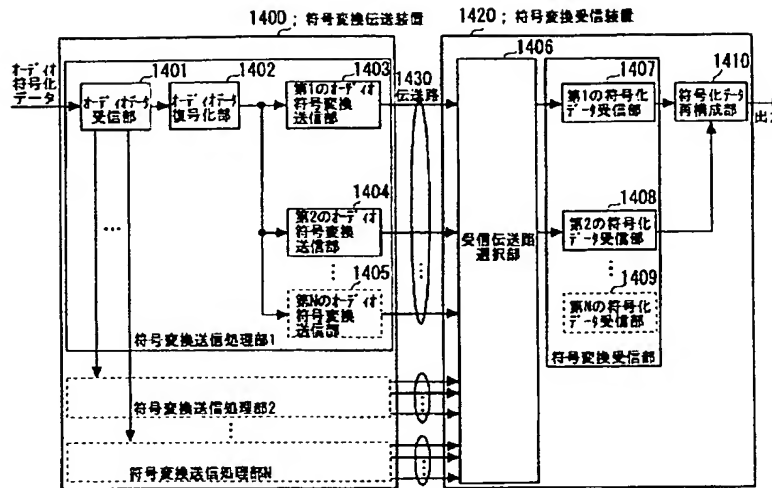 1400; 符号変換伝送装置
1420; 符号変換受信装置
オーディオ
符号化
データ
1401
オーディオデータ
受信部
1402
オーディオデータ
復号化部
1403
第1のオーディオ
符号変換
送信部
1430
伝送路
1406
受信伝送路
選択部
1407
第1の符号化
データ受信部
1410
符号化データ
再構成部
出力
1404
第2のオーディオ
符号変換
送信部
1408
第2の符号化
データ受信部
1405
第Nのオーディオ
符号変換
送信部
1409
第Nの符号化
データ受信部
符号変換送信処理部1
符号変換受信部
符号変換送信処理部2
符号変換送信処理部N